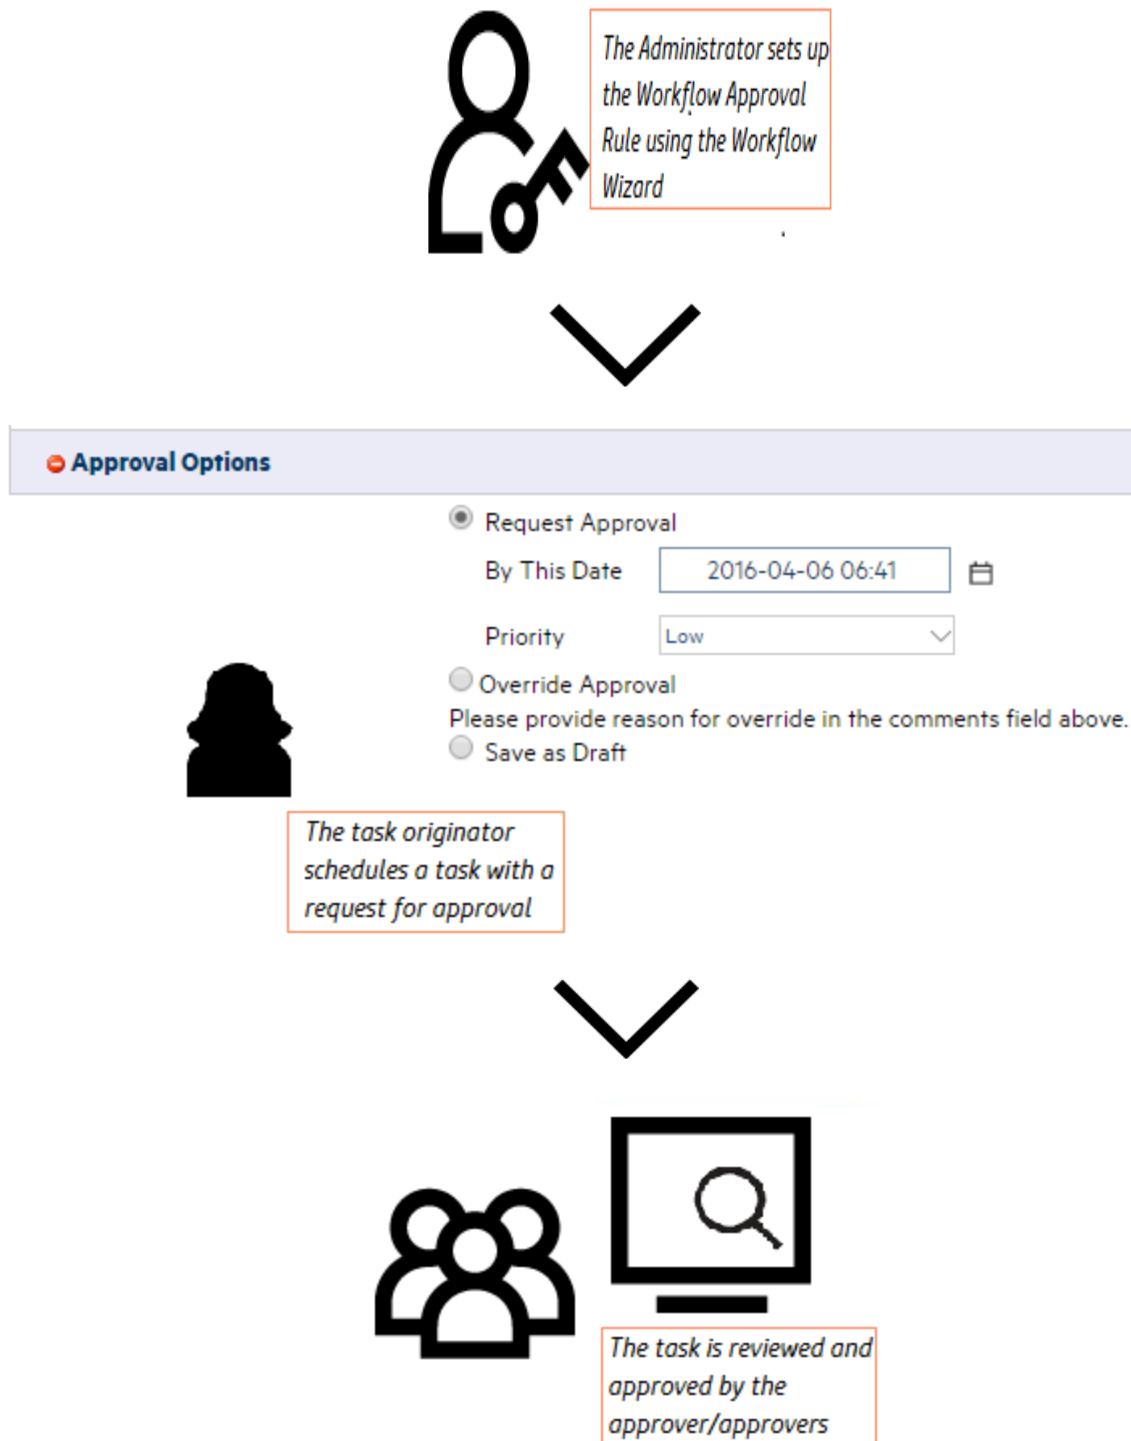 The Administrator sets up
the Workflow Approval
Rule using the Workflow
Wizard
Approval Options
Request Approval
By This Date 2016-04-06 06:41
Priority Low
Override Approval
Please provide reason for override in the comments field above.
Save as Draft
The task originator
schedules a task with a
request for approval
The task is reviewed and
approved by the
approver/approvers